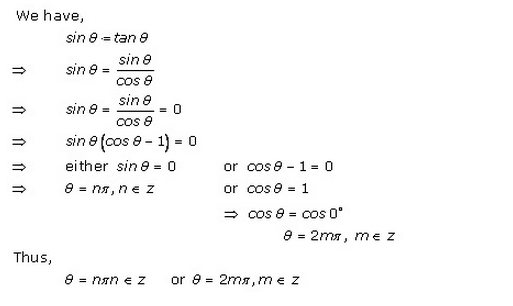 We have,
sin θ = tan θ
⇒ sin θ = sin θ / cos θ
⇒ sin θ = sin θ / cos θ = 0
⇒ sin θ (cos θ − 1) = 0
⇒ either sin θ = 0 or cos θ − 1 = 0
⇒ θ = nπ, n ∈ z or cos θ = 1
⇒ cos θ = cos 0°
θ = 2mπ, m ∈ z
Thus,
θ = nπn ∈ z or θ = 2mπ, m ∈ z